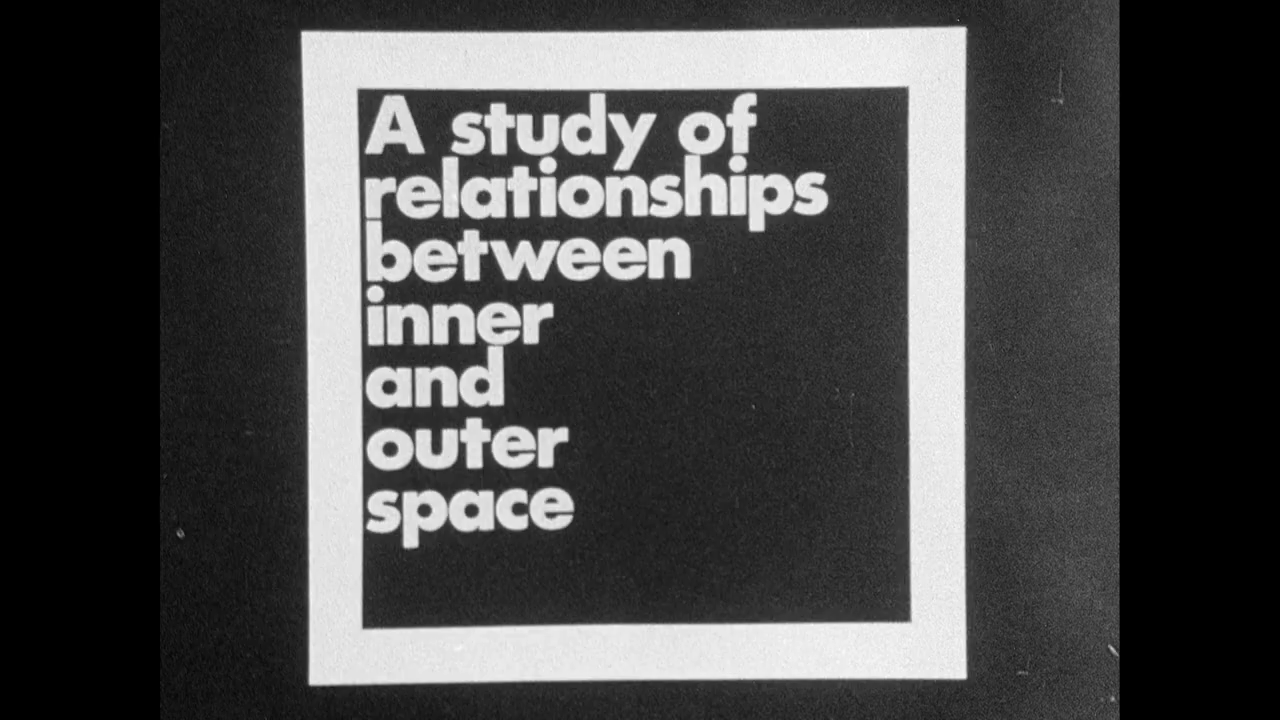 A study of
relationships
between
inner
and
outer
space